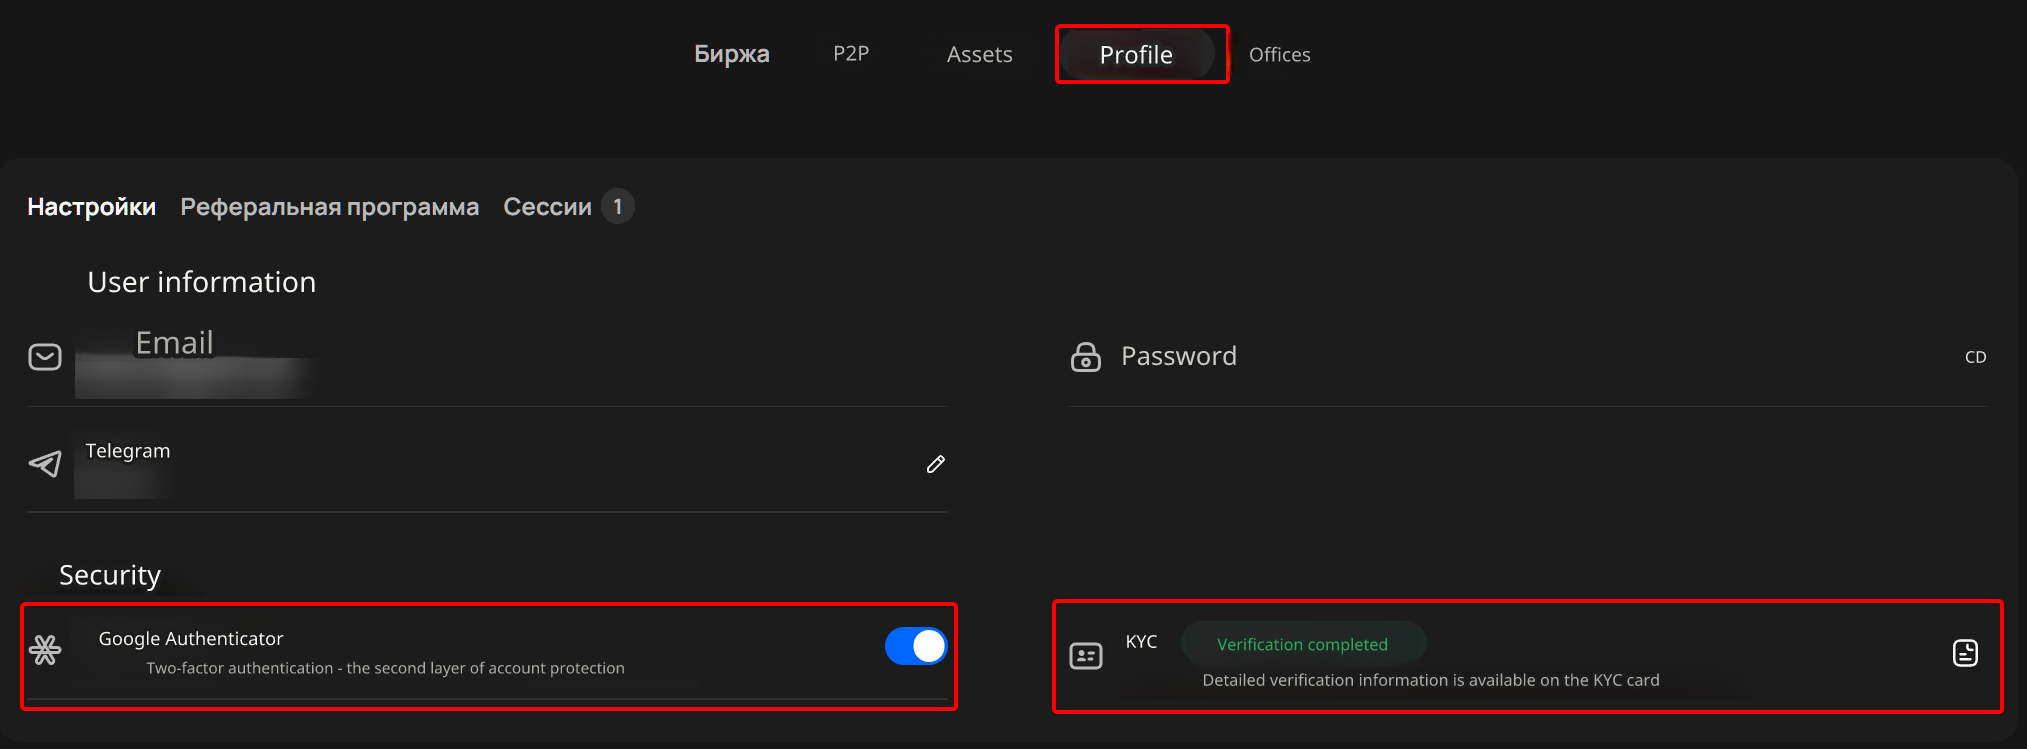 Биржа P2P Assets Profile Offices
Настройки Реферальная программа Сессии 1
User information
Email
Password CD
Telegram
Security
Google Authenticator
Two-factor authentication - the second layer of account protection
KYC Verification completed
Detailed verification information is available on the KYC card